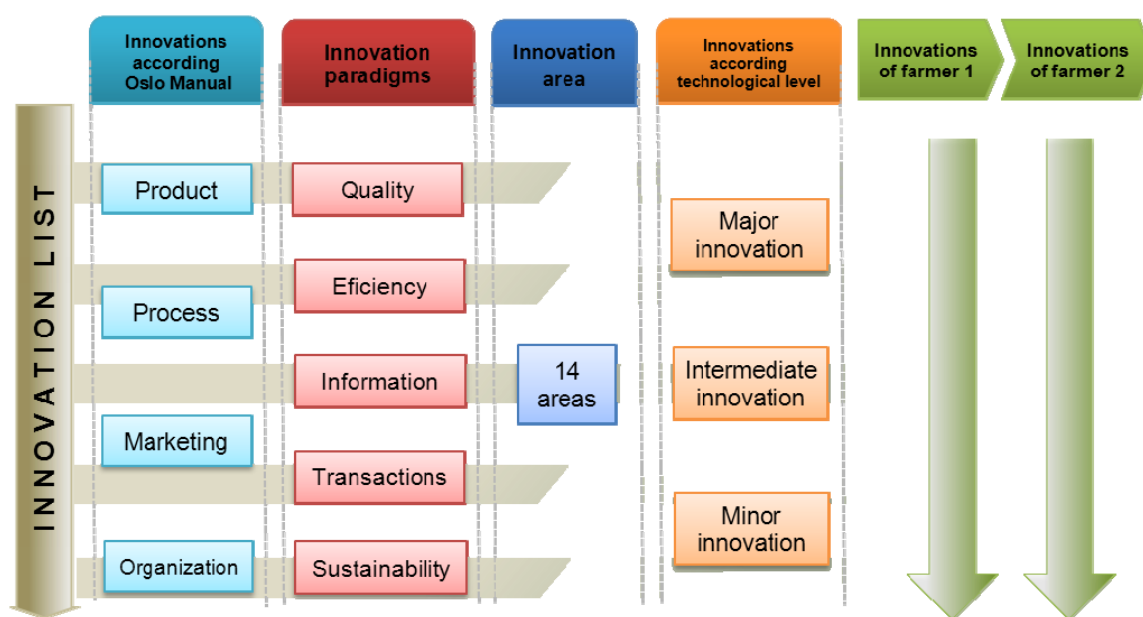 Innovations
according
Oslo Manual
Innovation
paradigms
Innovation
area
Innovations
according
technological level
Innovations
of farmer 1
Innovations
of farmer 2
INNOVATION LIST
Product
Process
Marketing
Organization
Quality
Eficiency
Information
Transactions
Sustainability
14
areas
Major
innovation
Intermediate
innovation
Minor
innovation